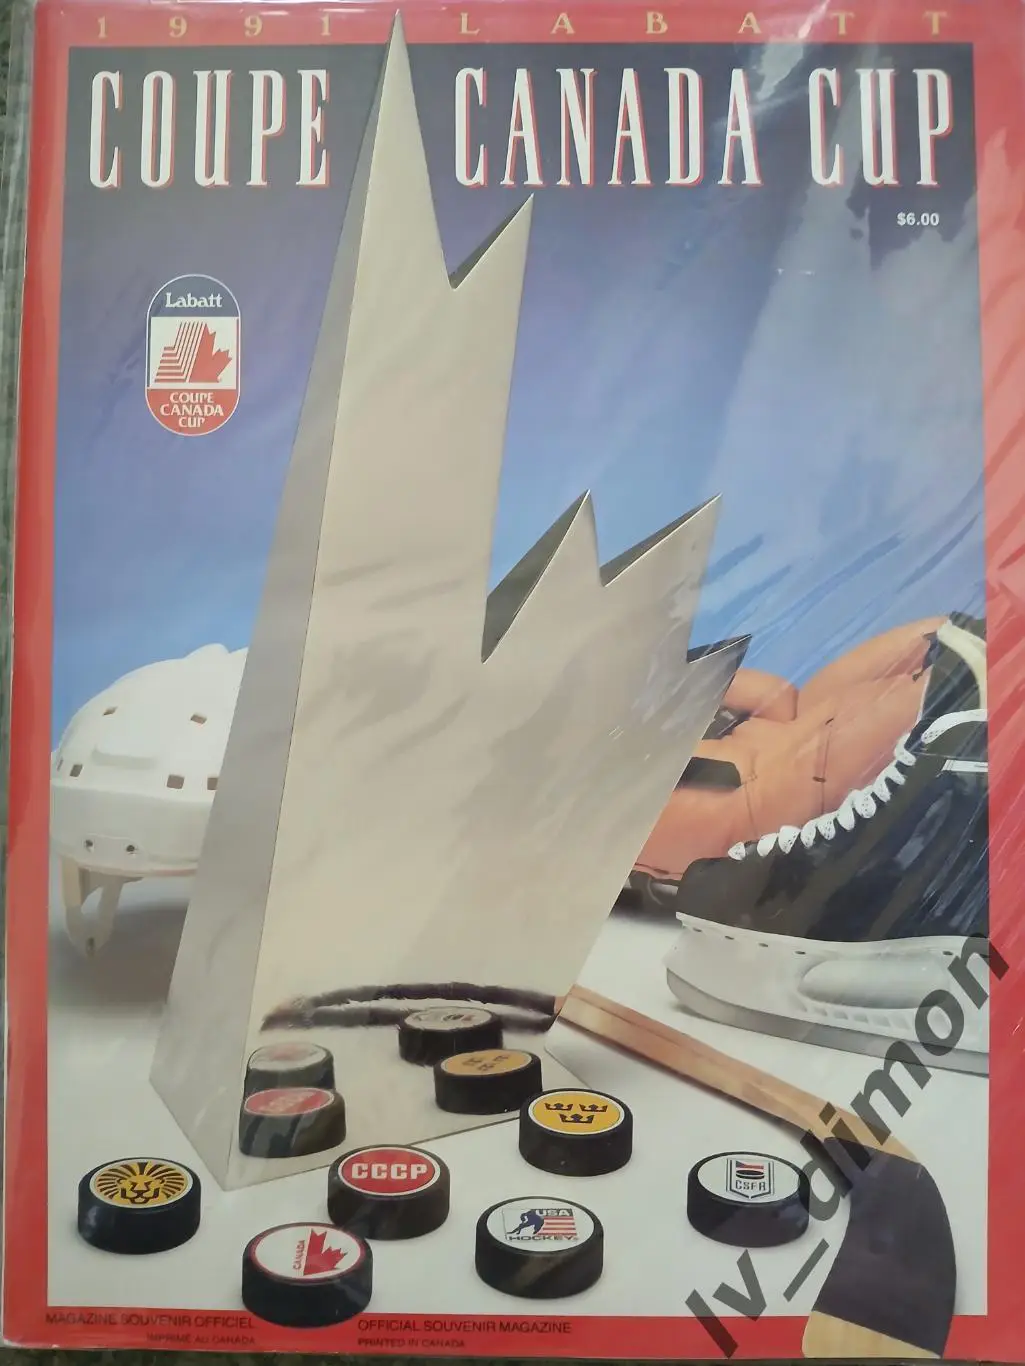 1991 LABATT
COUPE CANADA CUP
$6.00
Labatt
COUPE
CANADA
CUP
CCCP
CSFR
USA
HOCKEY
CANADA
MAGAZINE SOUVENIR OFFICIEL
IMPRIMÉ AU CANADA
OFFICIAL SOUVENIR MAGAZINE
PRINTED IN CANADA
lv_dimon